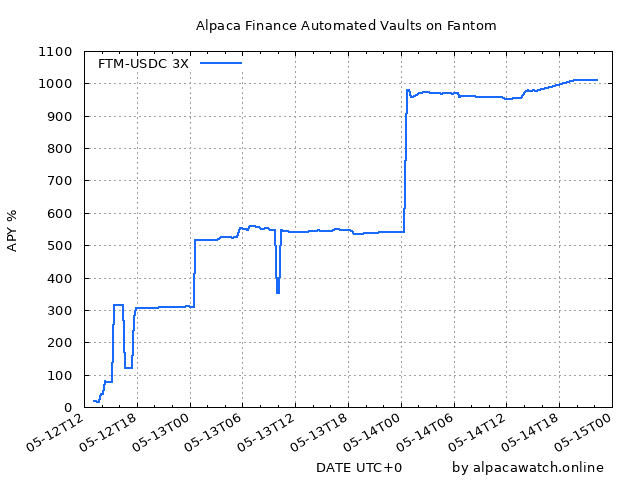 Alpaca Finance Automated Vaults on Fantom
FTM-USDC 3X
APY %
1100
1000
900
800
700
600
500
400
300
200
100
0
05-12T12
05-12T18
05-13T00
05-13T06
05-13T12
05-13T18
05-14T00
05-14T06
05-14T12
05-14T18
05-15T00
DATE UTC+0
by alpacawatch.online